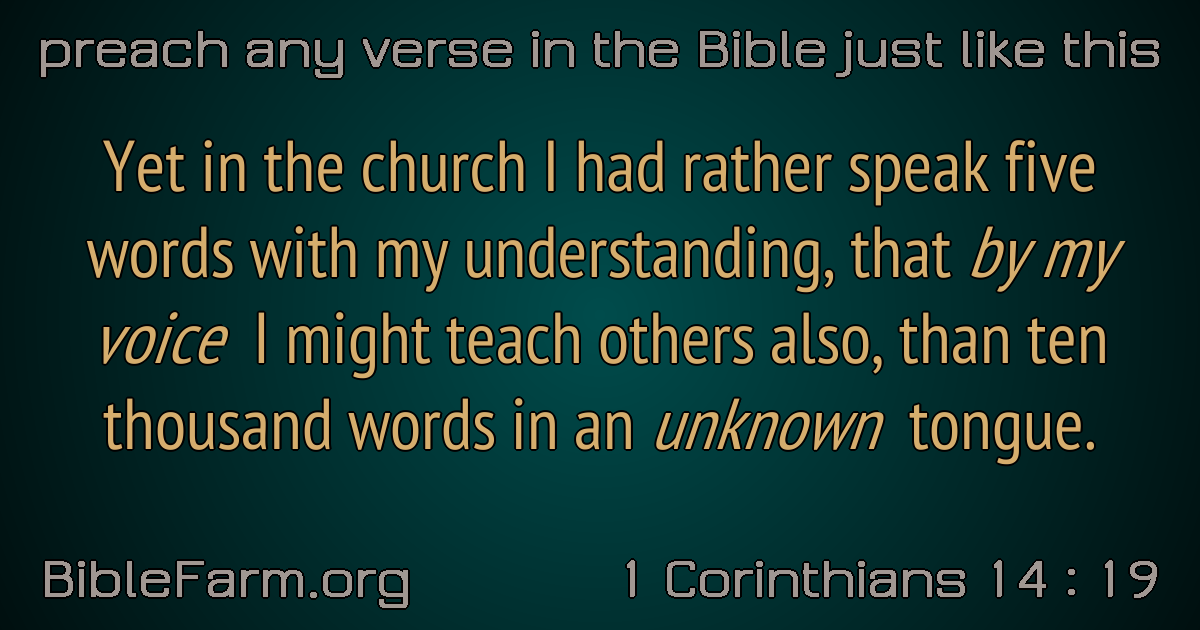 preach any verse in the Bible just like this
Yet in the church I had rather speak five
words with my understanding, that by my
voice I might teach others also, than ten
thousand words in an unknown tongue.
BibleFarm.org
1 Corinthians 14 : 19